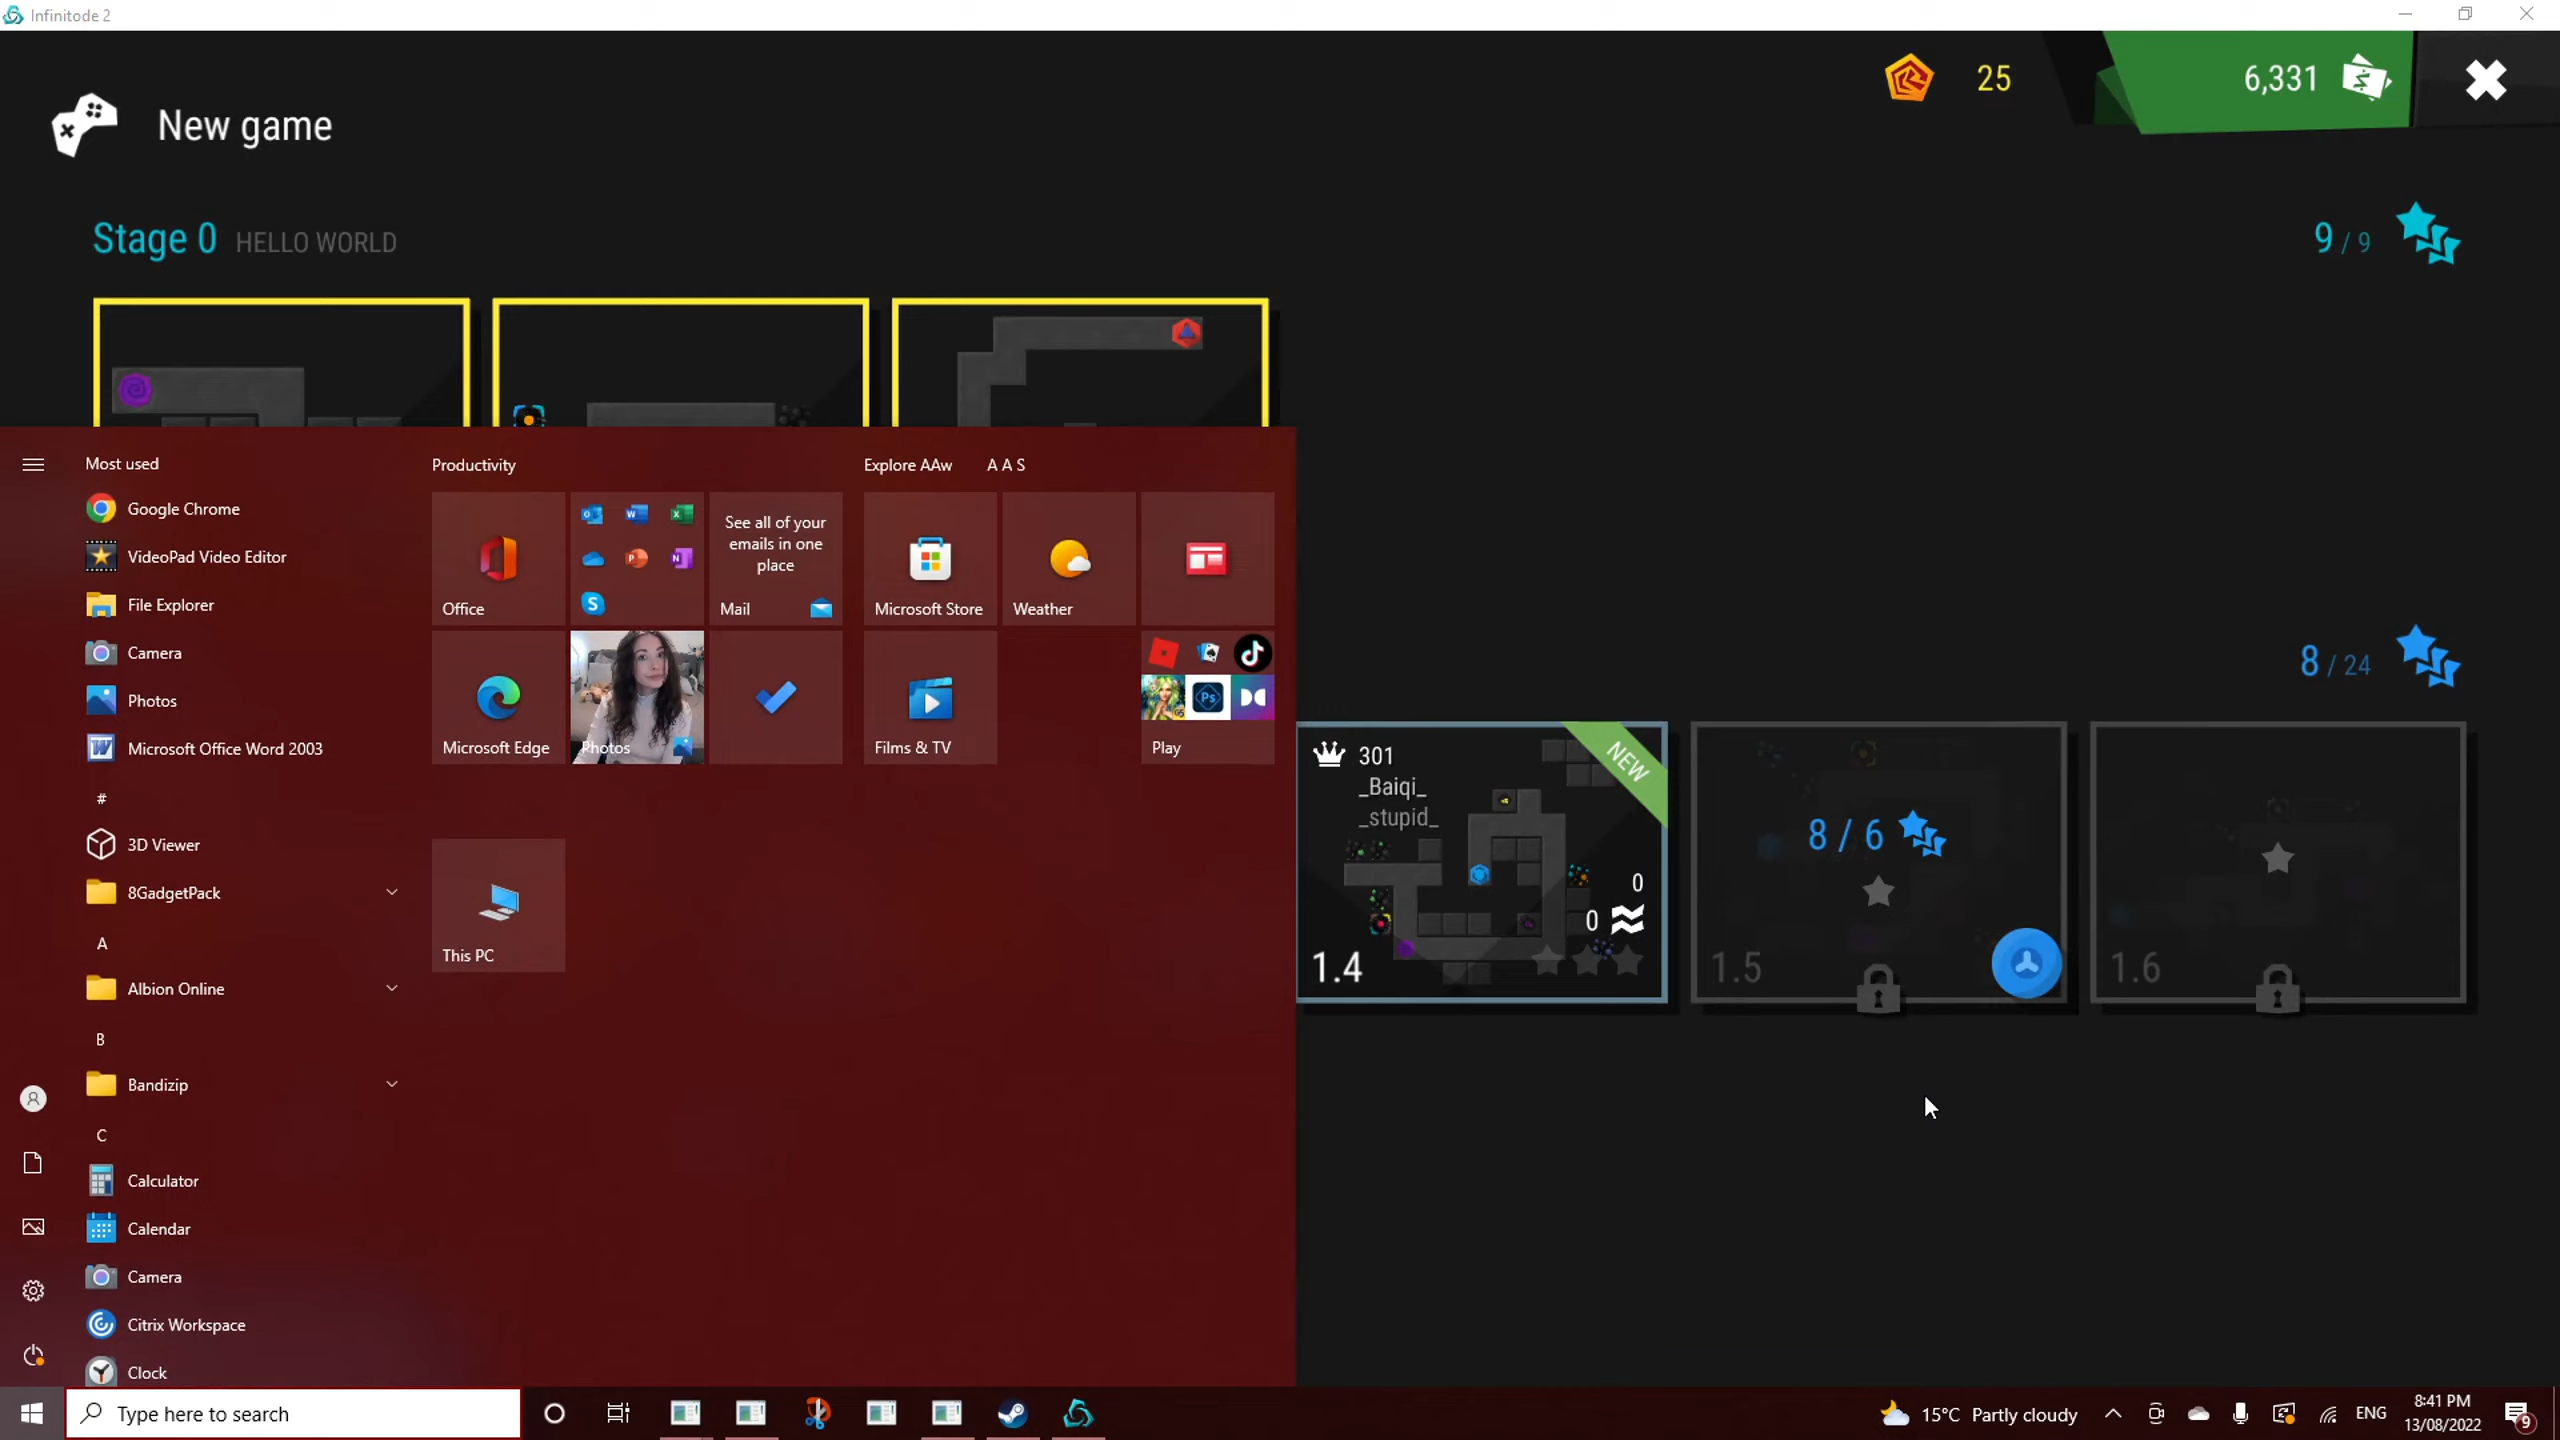 Infinitode 2
New game
25
6,331
Stage 0 HELLO WORLD
9 / 9
8 / 24
Most used
Google Chrome
VideoPad Video Editor
File Explorer
Camera
Photos
Microsoft Office Word 2003
#
3D Viewer
8GadgetPack
A
Albion Online
B
Bandizip
C
Calculator
Calendar
Camera
Citrix Workspace
Clock
Productivity
Office
See all of your
emails in one
place
Mail
Microsoft Edge
Photos
This PC
Explore AAw A A S
Microsoft Store
Weather
Films & TV
Play
301
_Baiqi_
_stupid_
NEW
0
0
1.4
8 / 6
1.5
1.6
Type here to search
15°C Partly cloudy
ENG
8:41 PM
13/08/2022
9